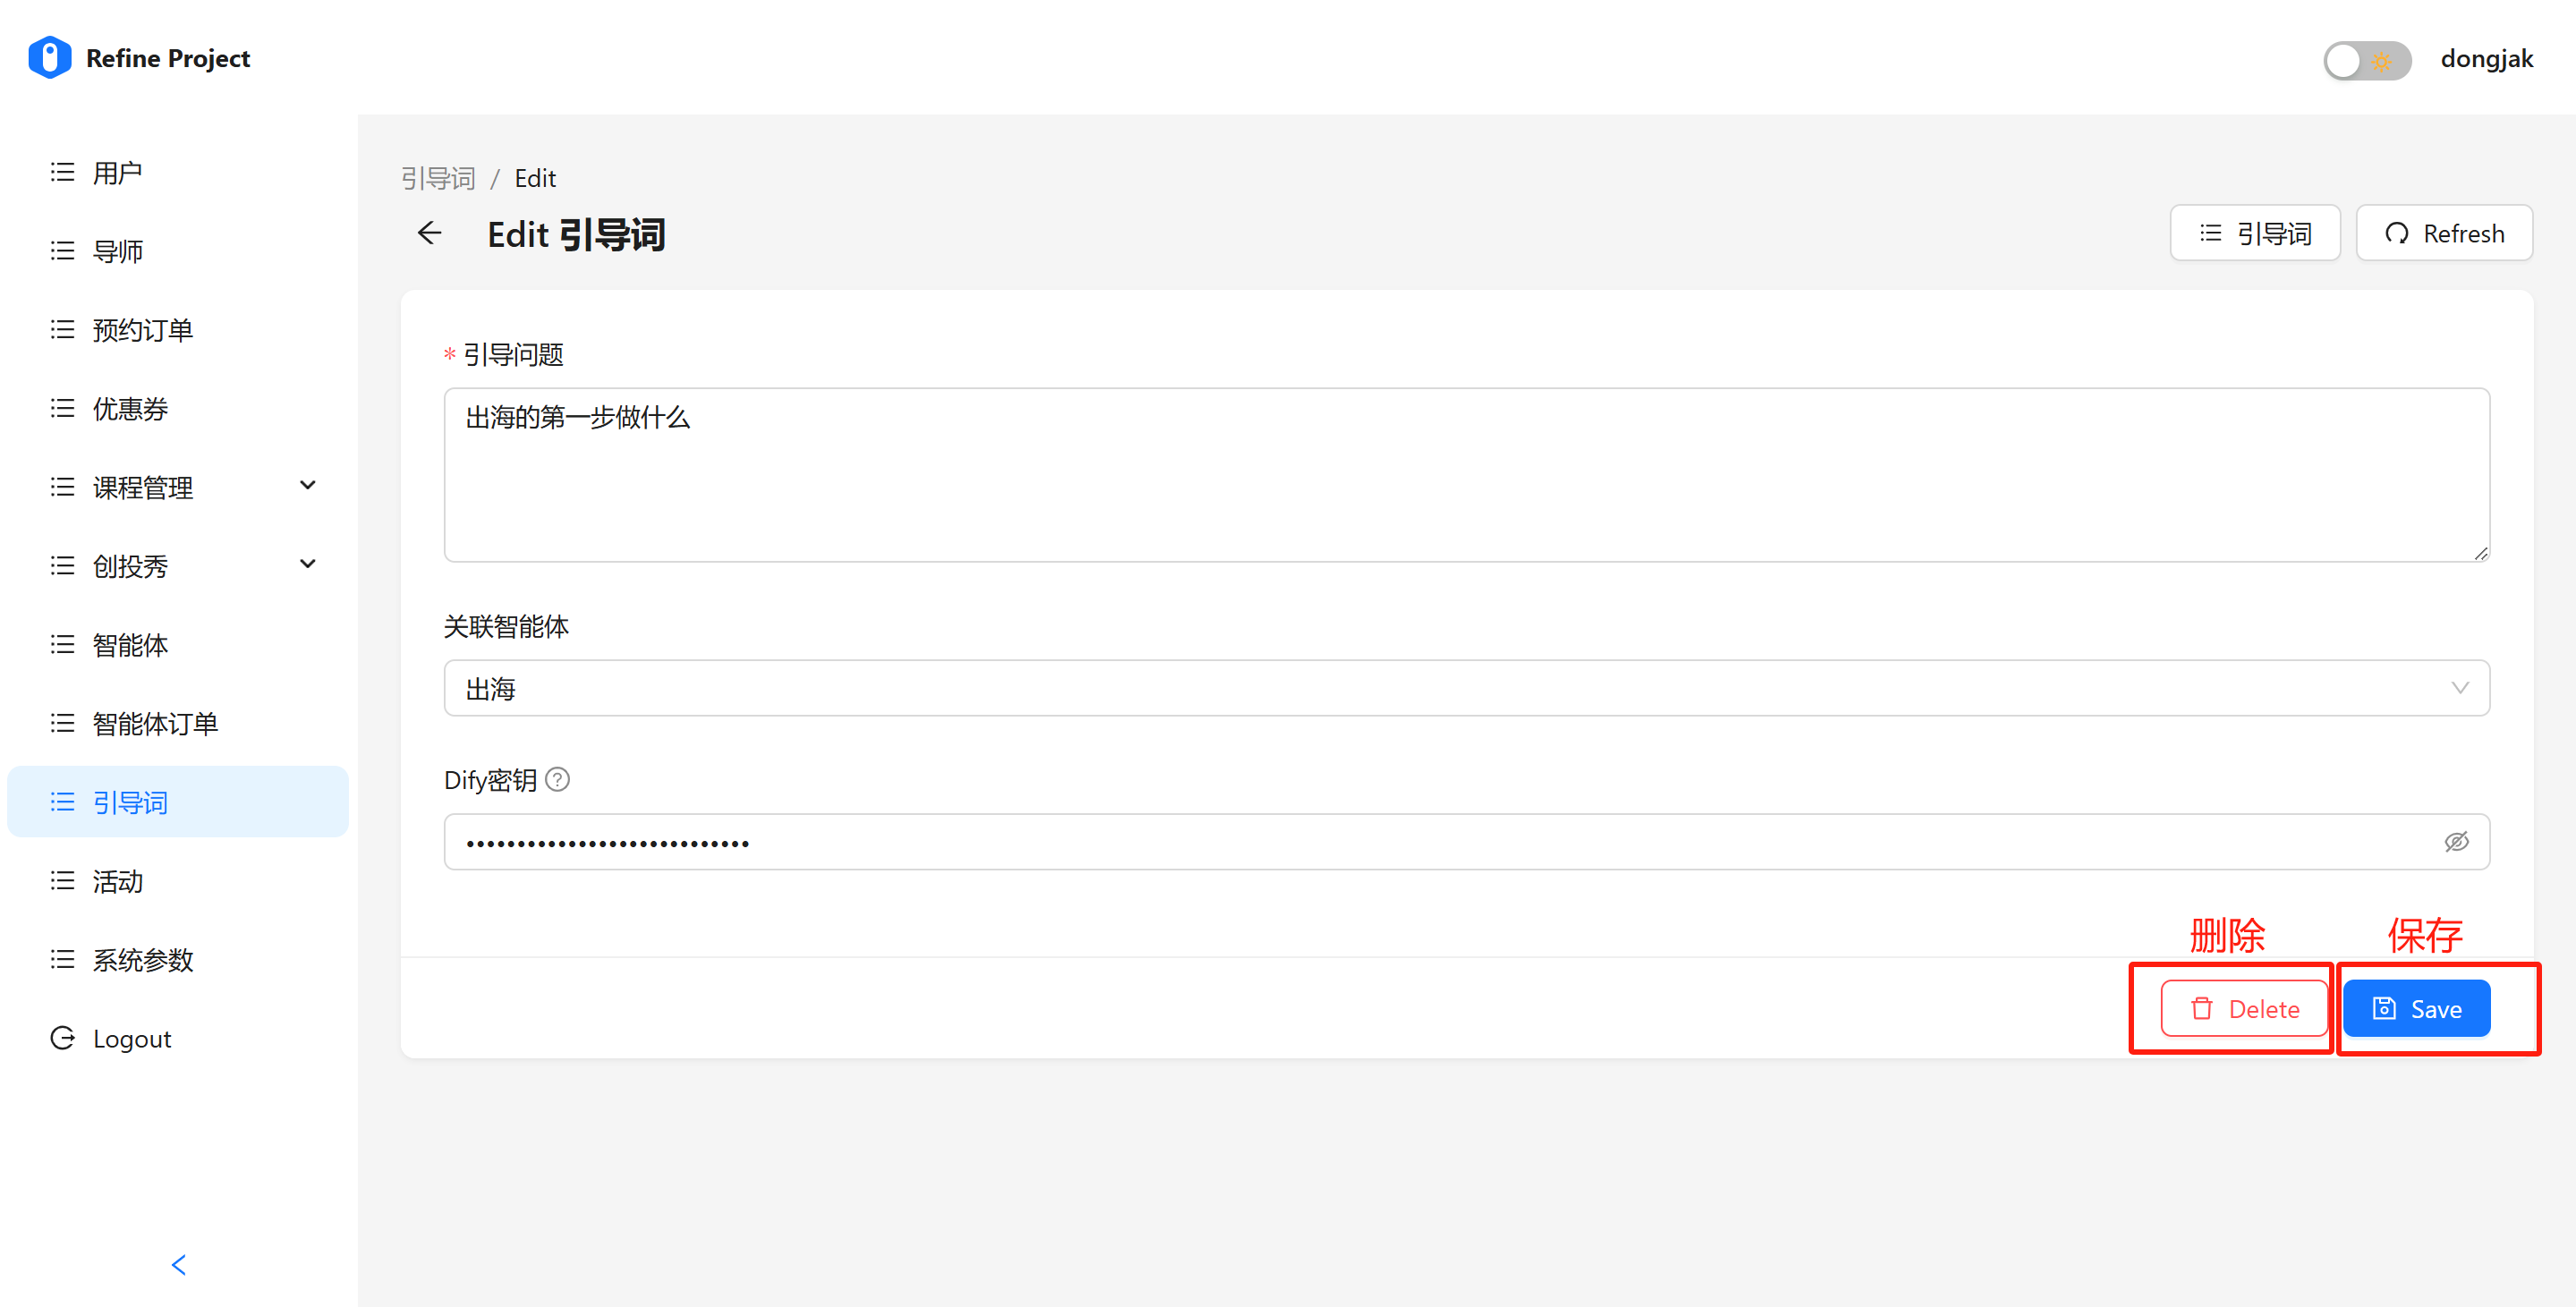 Refine Project
dongjak
用户
导师
预约订单
优惠券
课程管理
创投秀
智能体
智能体订单
引导词
活动
系统参数
Logout
引导词 / Edit
Edit 引导词
引导词
Refresh
* 引导问题
出海的第一步做什么
关联智能体
出海
Dify密钥
••••••••••••••••••••••••••••
删除
保存
Delete
Save